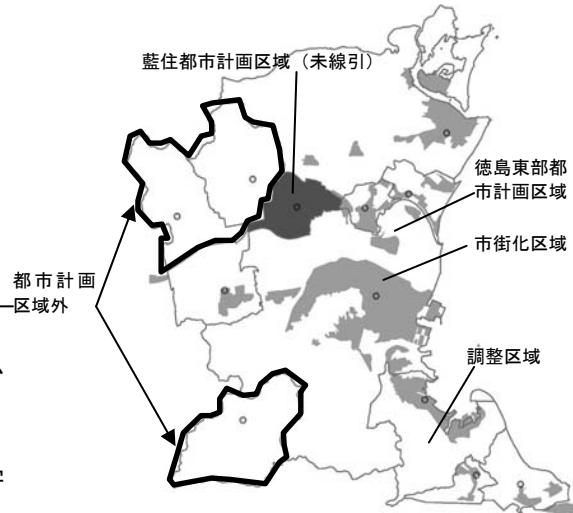 藍住都市計画区域（未線引）
徳島東部都
市計画区域
市街化区域
都市計画
区域外
調整区域